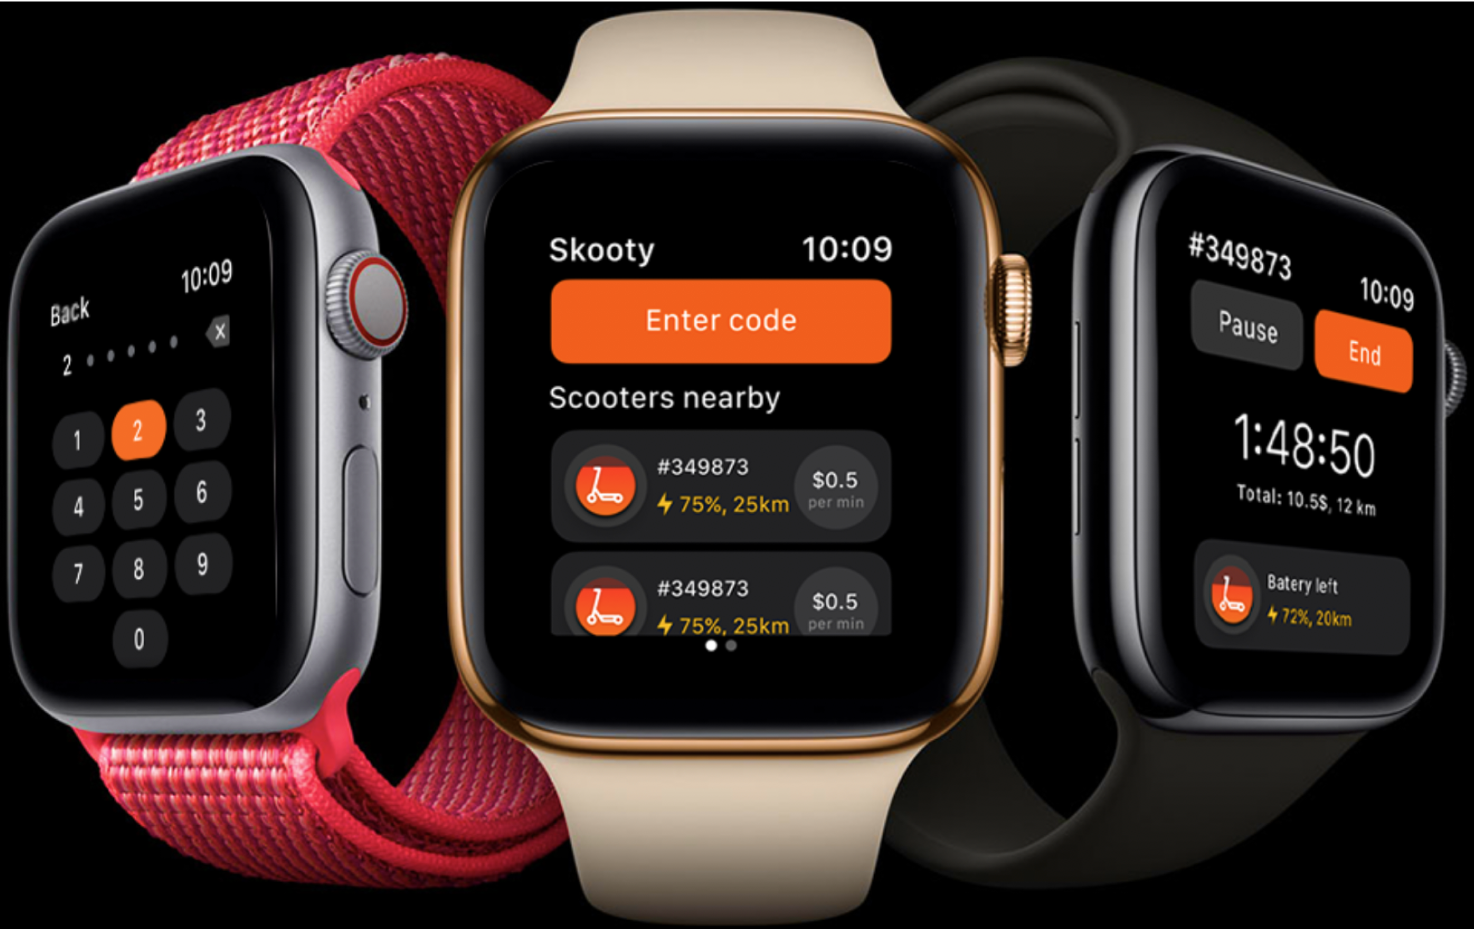 Back
10:09
2
1 2 3
4 5 6
7 8 9
0
Skooty 10:09
Enter code
Scooters nearby
#349873
75%, 25km
$0.5
per min
#349873
75%, 25km
$0.5
per min
#349873
10:09
Pause
End
1:48:50
Total: 10.5$, 12 km
Batery left
72%, 20km